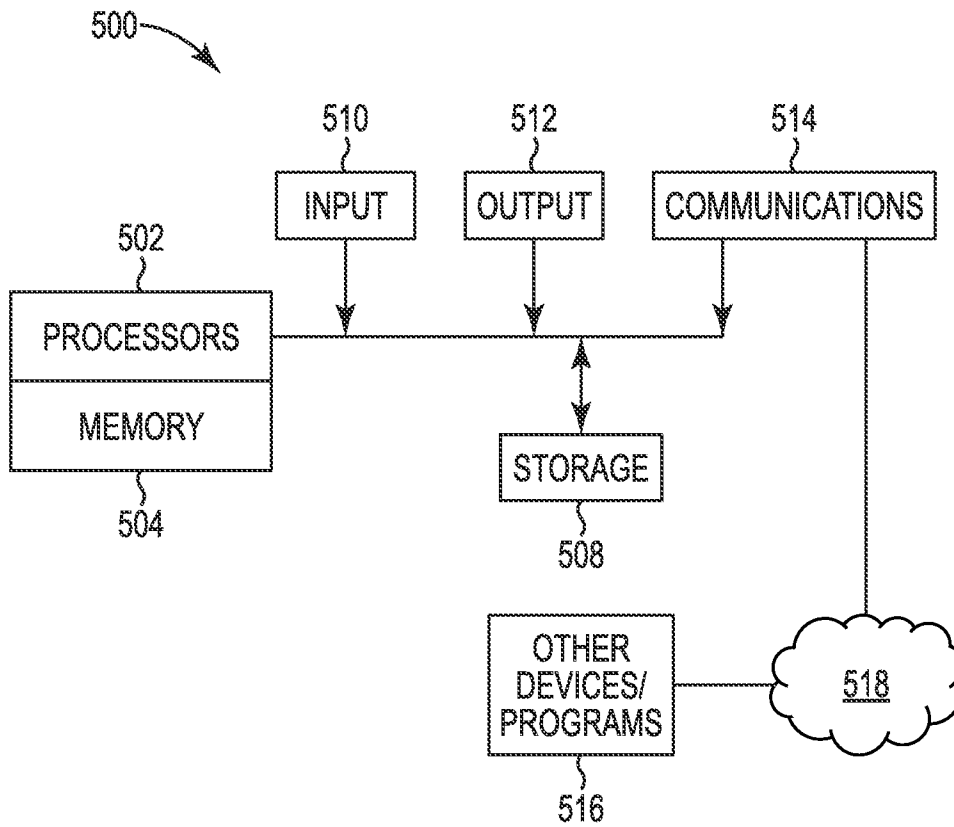 500
510
512
514
INPUT
OUTPUT
COMMUNICATIONS
502
PROCESSORS
MEMORY
504
STORAGE
508
OTHER
DEVICES/
PROGRAMS
516
518